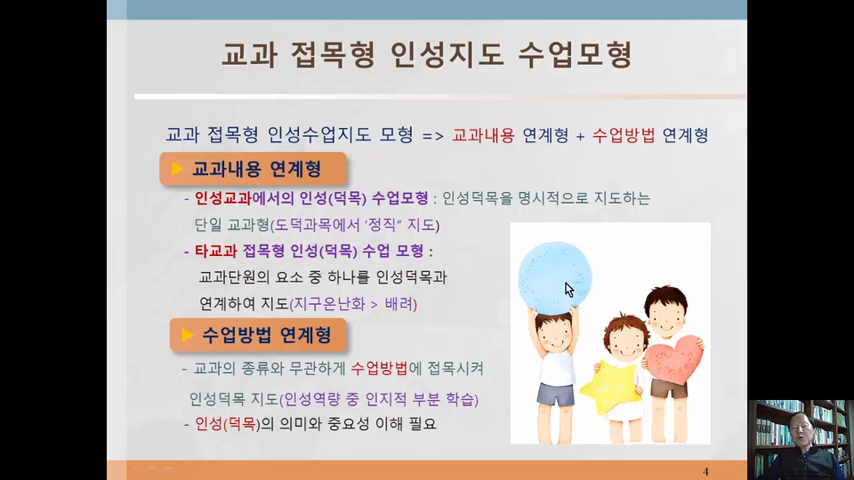 교과 접목형 인성지도 수업모형
교과 접목형 인성수업지도 모형 => 교과내용 연계형 + 수업방법 연계형
▶ 교과내용 연계형
- 인성교과에서의 인성(덕목) 수업모형 : 인성덕목을 명시적으로 지도하는
단일 교과형(도덕과목에서 ‘정직” 지도)
- 타교과 접목형 인성(덕목) 수업 모형 :
교과단원의 요소 중 하나를 인성덕목과
연계하여 지도(지구온난화 > 배려)
▶ 수업방법 연계형
- 교과의 종류와 무관하게 수업방법에 접목시켜
인성덕목 지도(인성역량 중 인지적 부분 학습)
- 인성(덕목)의 의미와 중요성 이해 필요
4